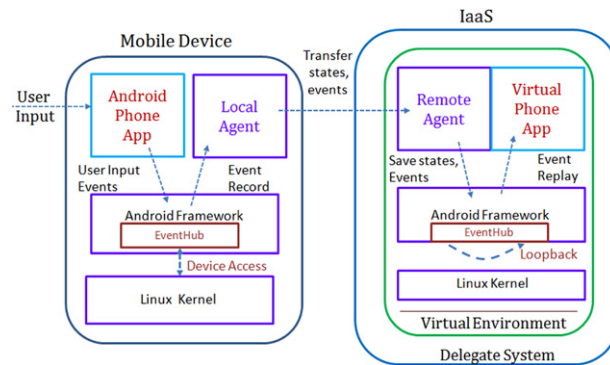 IaaS
Mobile Device
Transfer
states,
events
User
Input
Android
Phone
App
Local
Agent
Remote
Agent
Virtual
Phone
App
User Input
Events
Event
Record
Save states,
Events
Event
Replay
Android Framework
EventHub
Device Access
Linux Kernel
Android Framework
EventHub
Loopback
Linux Kernel
Virtual Environment
Delegate System